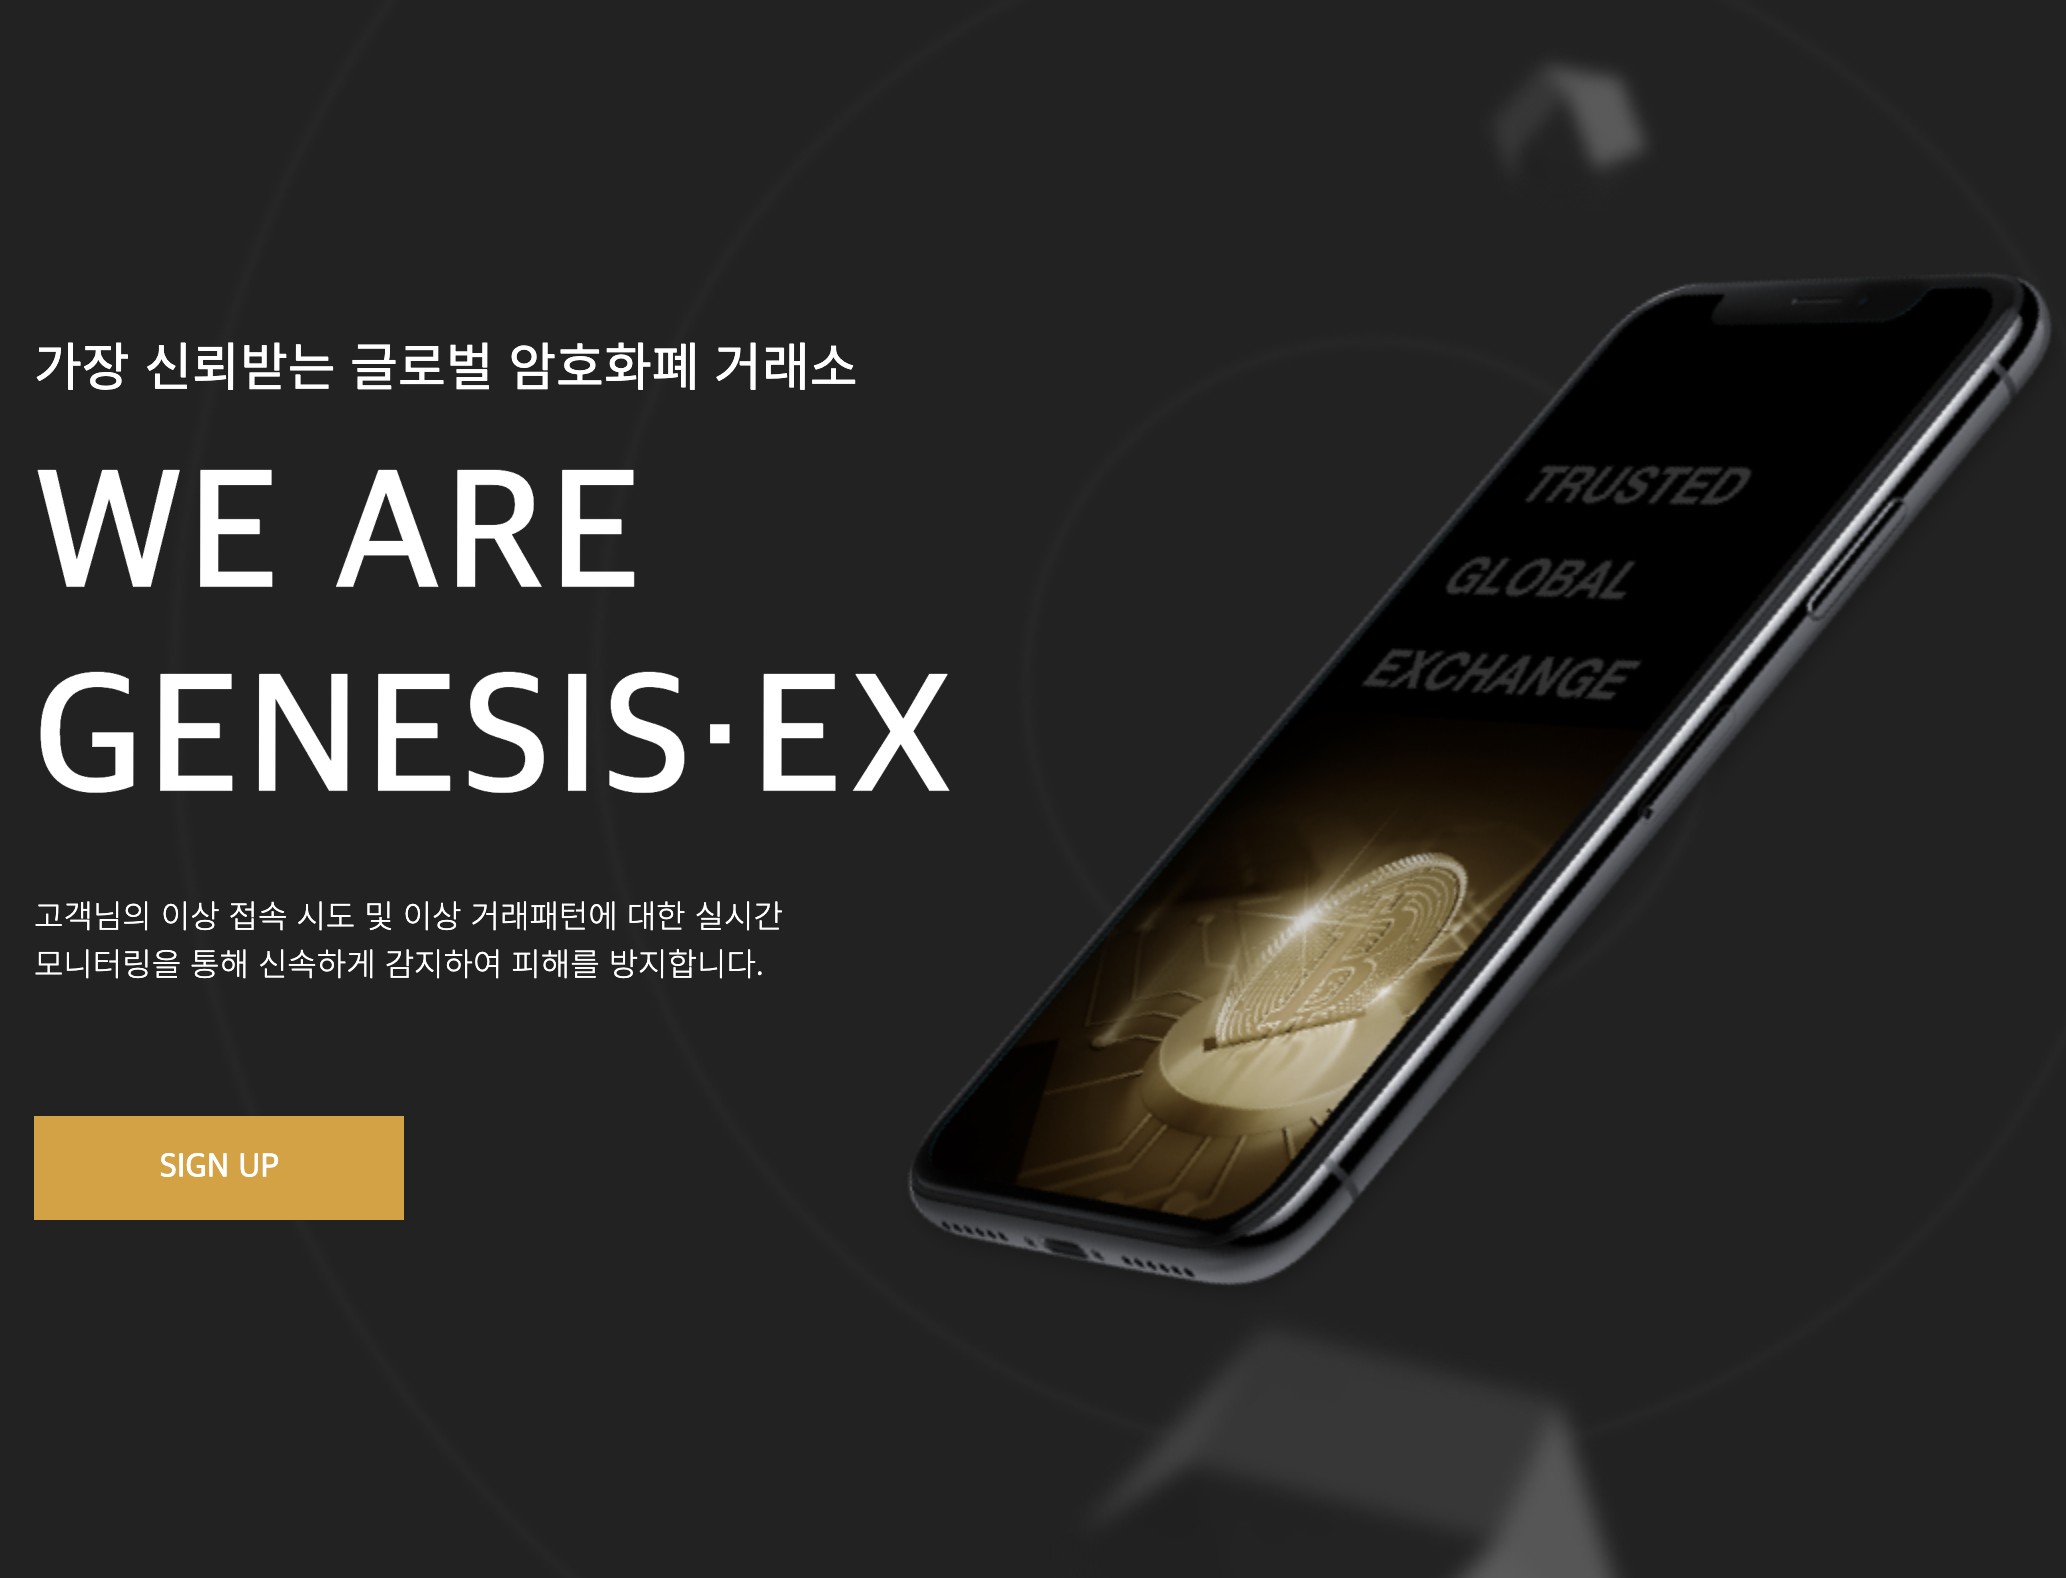 가장 신뢰받는 글로벌 암호화폐 거래소
WE ARE
GENESIS·EX
고객님의 이상 접속 시도 및 이상 거래패턴에 대한 실시간
모니터링을 통해 신속하게 감지하여 피해를 방지합니다.
SIGN UP
TRUSTED
GLOBAL
EXCHANGE